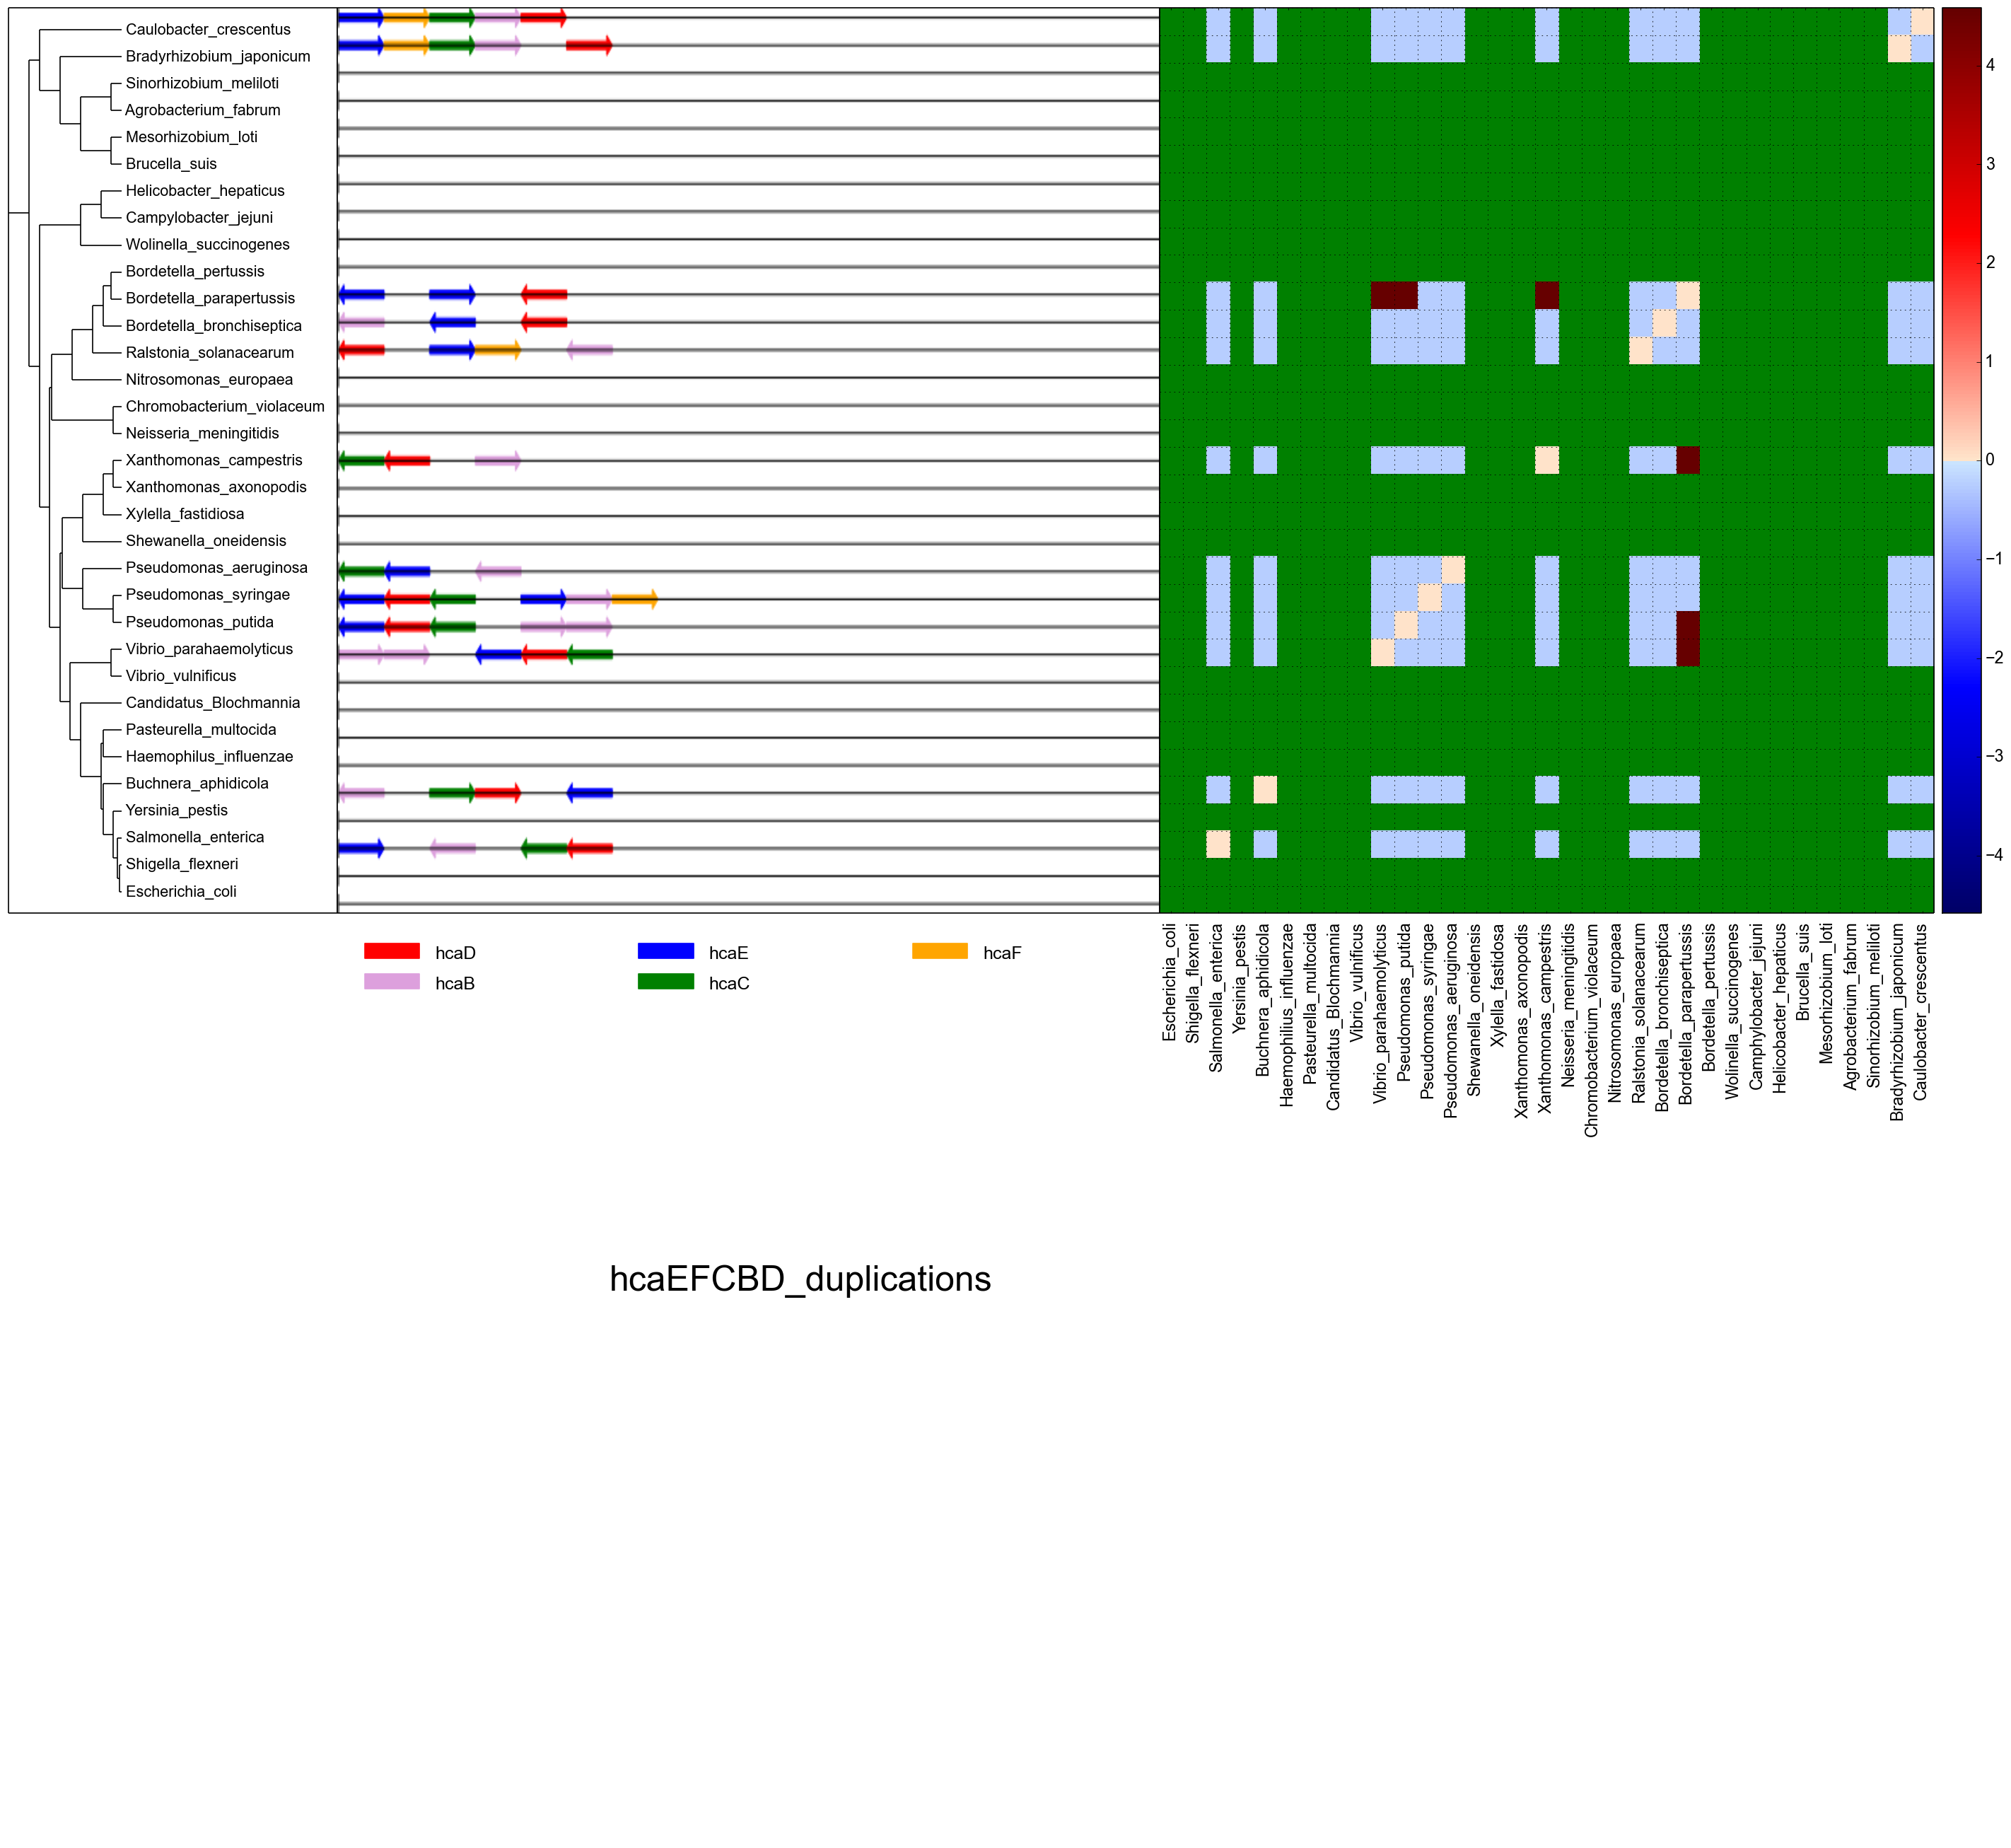 Caulobacter_crescentus
Bradyrhizobium_japonicum
Sinorhizobium_meliloti
Agrobacterium_fabrum
Mesorhizobium_loti
Brucella_suis
Helicobacter_hepaticus
Campylobacter_jejuni
Wolinella_succinogenes
Bordetella_pertussis
Bordetella_parapertussis
Bordetella_bronchiseptica
Ralstonia_solanacearum
Nitrosomonas_europaea
Chromobacterium_violaceum
Neisseria_meningitidis
Xanthomonas_campestris
Xanthomonas_axonopodis
Xylella_fastidiosa
Shewanella_oneidensis
Pseudomonas_aeruginosa
Pseudomonas_syringae
Pseudomonas_putida
Vibrio_parahaemolyticus
Vibrio_vulnificus
Candidatus_Blochmannia
Pasteurella_multocida
Haemophilus_influenzae
Buchnera_aphidicola
Yersinia_pestis
Salmonella_enterica
Shigella_flexneri
Escherichia_coli
4
3
2
1
0
−1
−2
−3
−4
Escherichia_coli
Shigella_flexneri
Salmonella_enterica
Yersinia_pestis
Buchnera_aphidicola
Haemophilius_influenzae
Pasteurella_multocida
Candidatus_Blochmannia
Vibrio_vulnificus
Vibrio_parahaemolyticus
Pseudomonas_putida
Pseudomonas_syringae
Pseudomonas_aeruginosa
Shewanella_oneidensis
Xylella_fastidosa
Xanthomonas_axonopodis
Xanthomonas_campestris
Neisseria_meningitidis
Chromobacterium_violaceum
Nitrosomonas_europaea
Ralstonia_solanacearum
Bordetella_bronchiseptica
Bordetella_parapertussis
Bordetella_pertussis
Wolinella_succinogenes
Camphylobacter_jejuni
Helicobacter_hepaticus
Brucella_suis
Mesorhizobium_loti
Agrobacterium_fabrum
Sinorhizobium_meliloti
Bradyrhizobium_japonicum
Caulobacter_crescentus
hcaD
hcaE
hcaF
hcaB
hcaC
hcaEFCBD_duplications